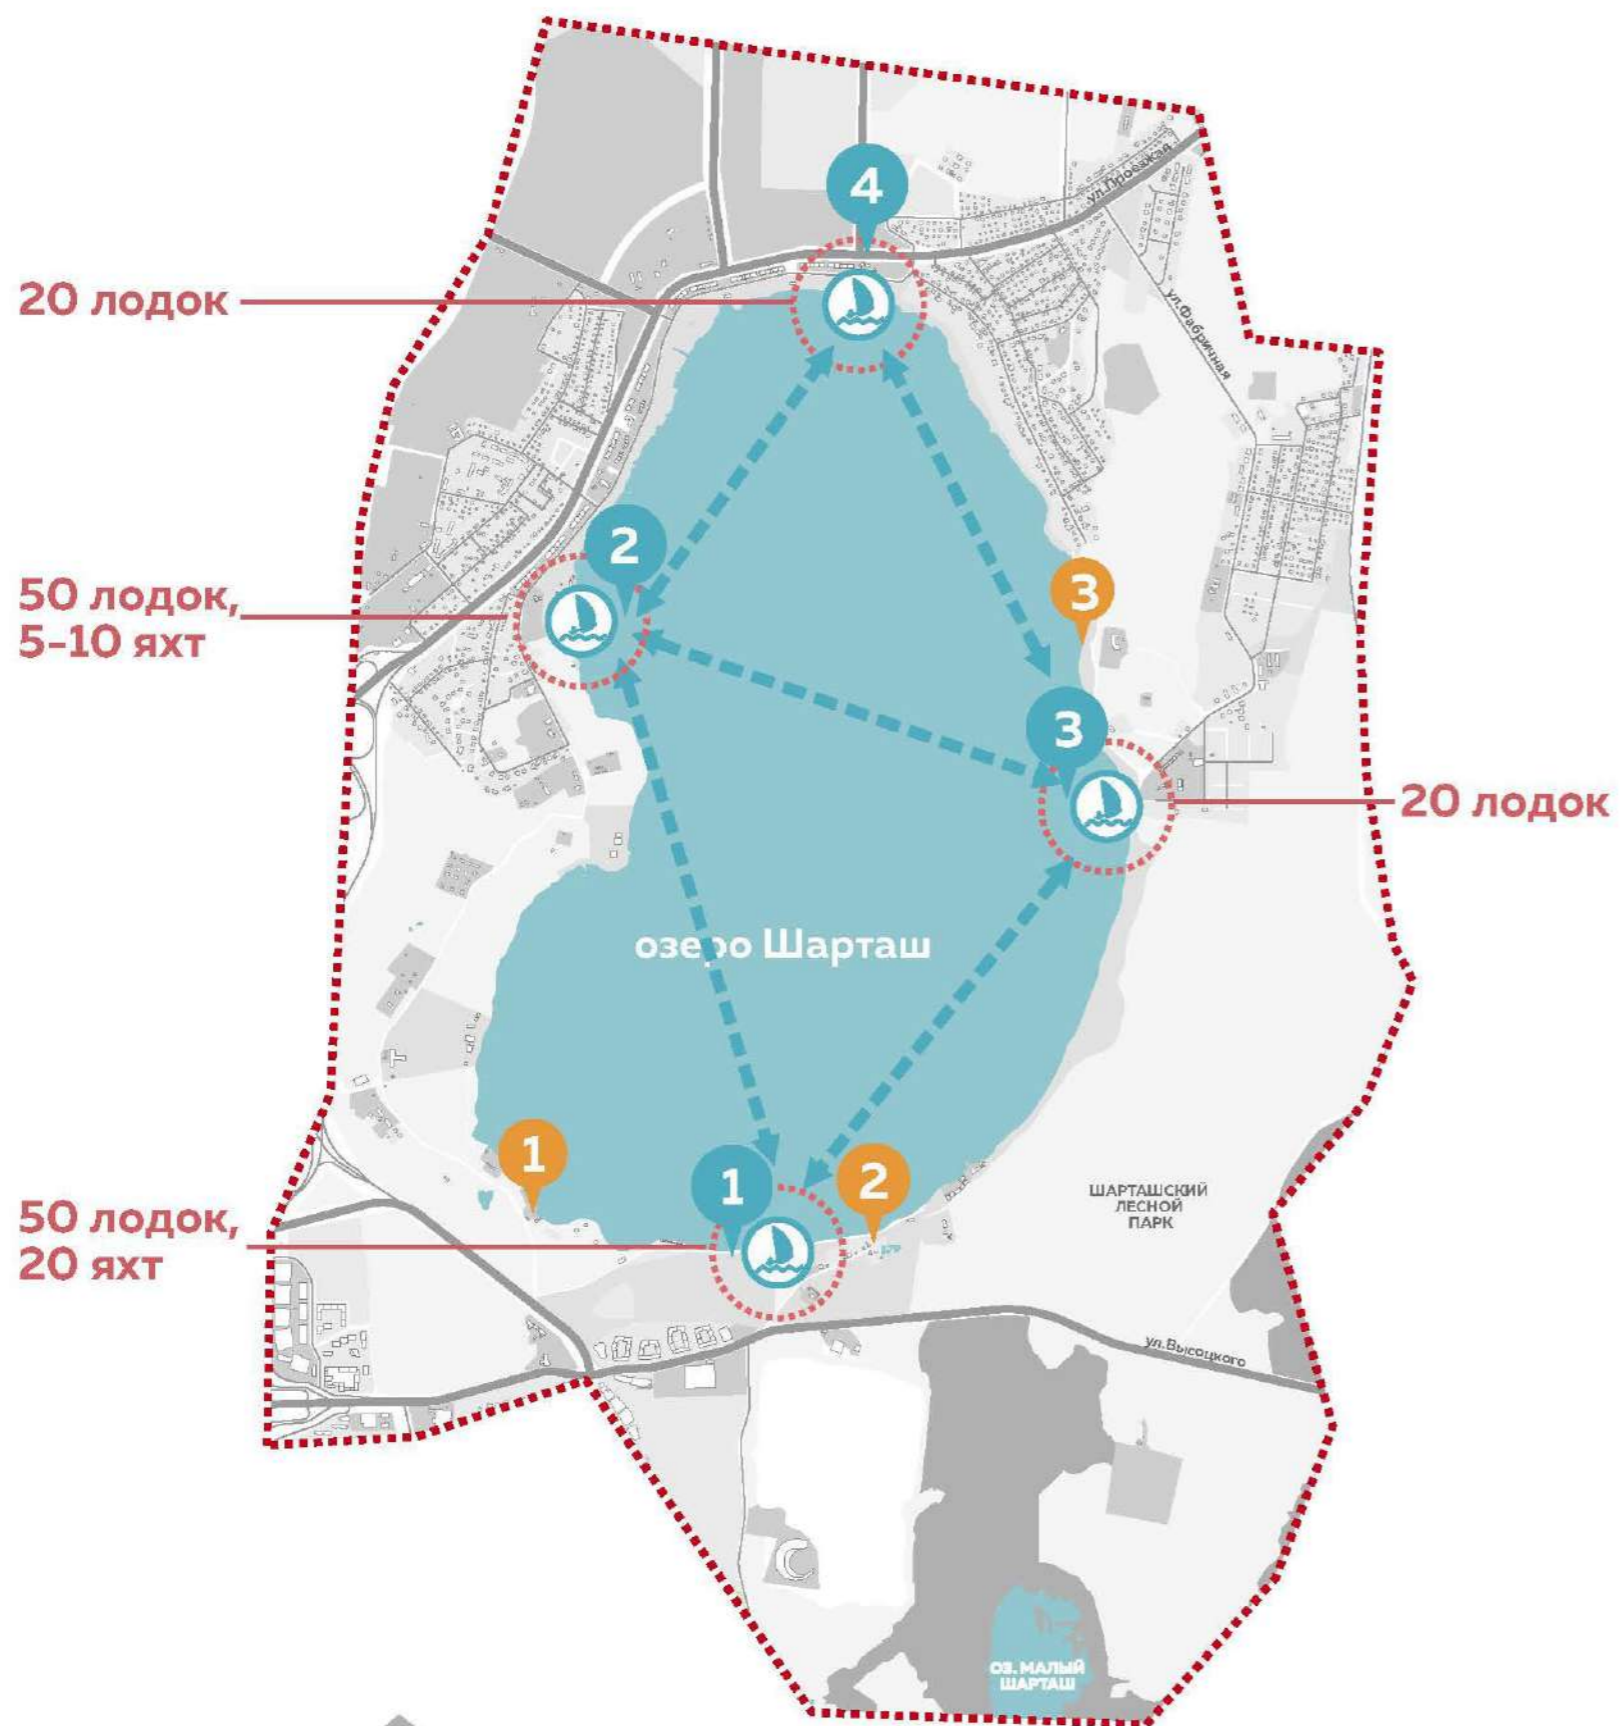 4
ул.Проезжая
20 лодок
ул.Фабричная
2
50 лодок,
5-10 яхт
3
3
20 лодок
озеро Шарташ
1
1
2
50 лодок,
20 яхт
ШАРТАШСКИЙ
ЛЕСНОЙ
ПАРК
ул.Высоцкого
ОЗ. МАЛЫЙ
ШАРТАШ